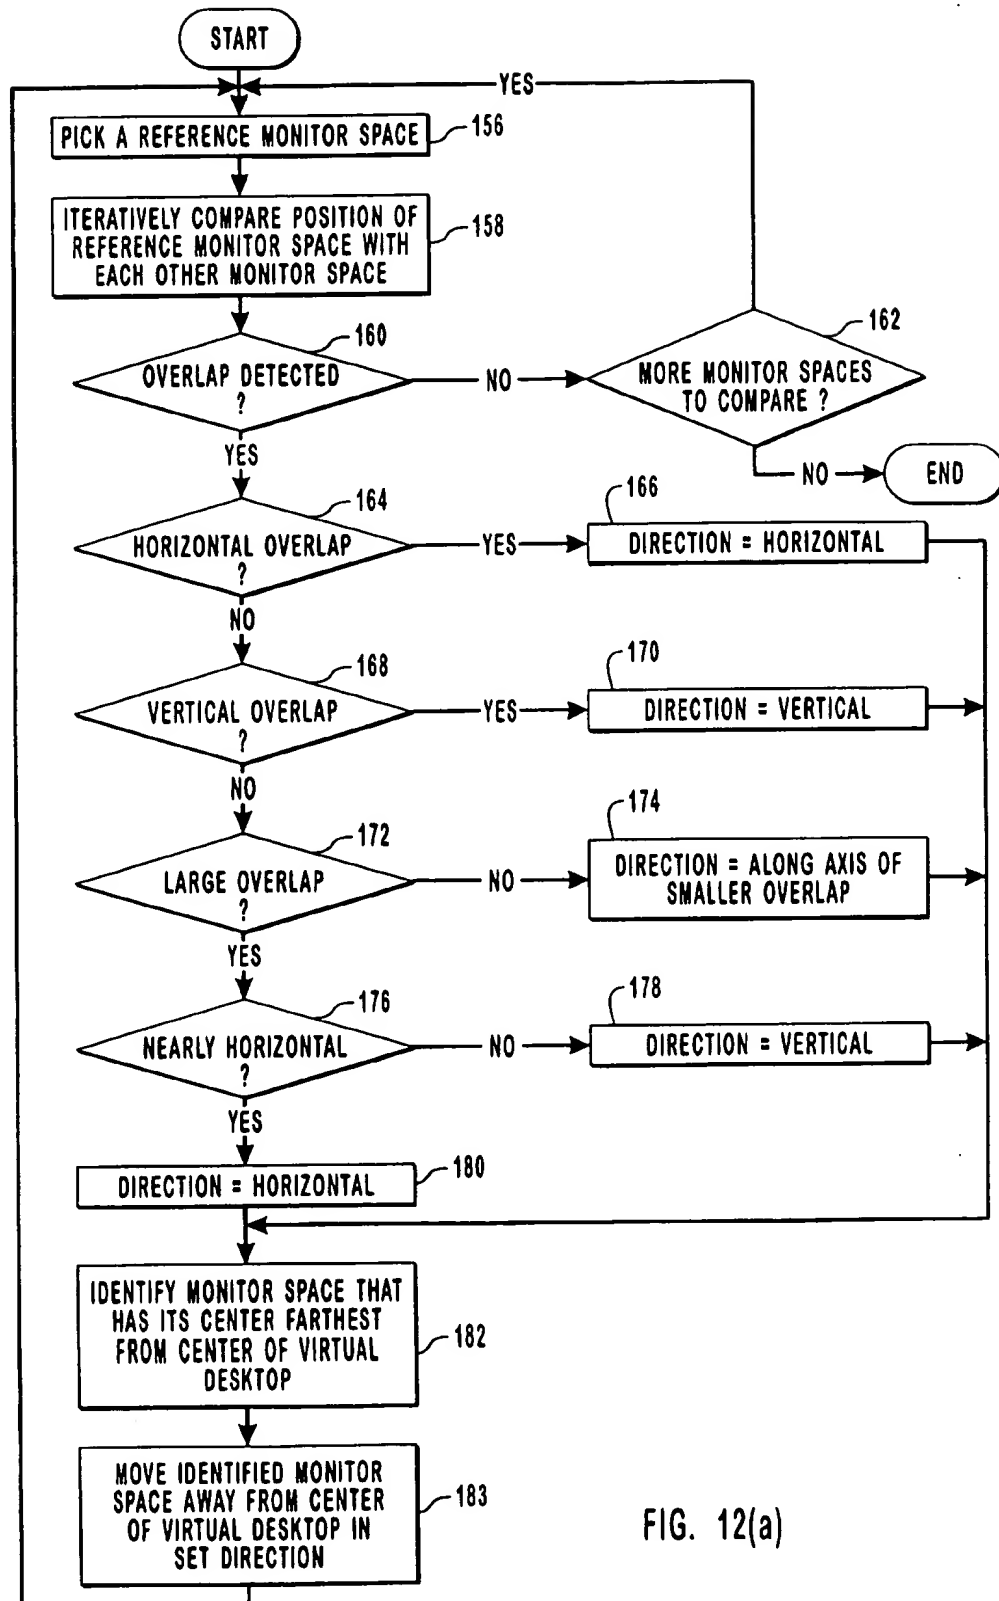 START
YES
PICK A REFERENCE MONITOR SPACE
156
ITERATIVELY COMPARE POSITION OF
REFERENCE MONITOR SPACE WITH
EACH OTHER MONITOR SPACE
158
160
OVERLAP DETECTED
?
NO
162
MORE MONITOR SPACES
TO COMPARE ?
YES
NO
END
164
HORIZONTAL OVERLAP
?
YES
166
DIRECTION = HORIZONTAL
NO
168
VERTICAL OVERLAP
?
YES
170
DIRECTION = VERTICAL
NO
172
LARGE OVERLAP
?
NO
174
DIRECTION = ALONG AXIS OF
SMALLER OVERLAP
YES
176
NEARLY HORIZONTAL
?
NO
178
DIRECTION = VERTICAL
YES
DIRECTION = HORIZONTAL
180
IDENTIFY MONITOR SPACE THAT
HAS ITS CENTER FARTHEST
FROM CENTER OF VIRTUAL
DESKTOP
182
MOVE IDENTIFIED MONITOR
SPACE AWAY FROM CENTER
OF VIRTUAL DESKTOP IN
SET DIRECTION
183
FIG. 12(a)